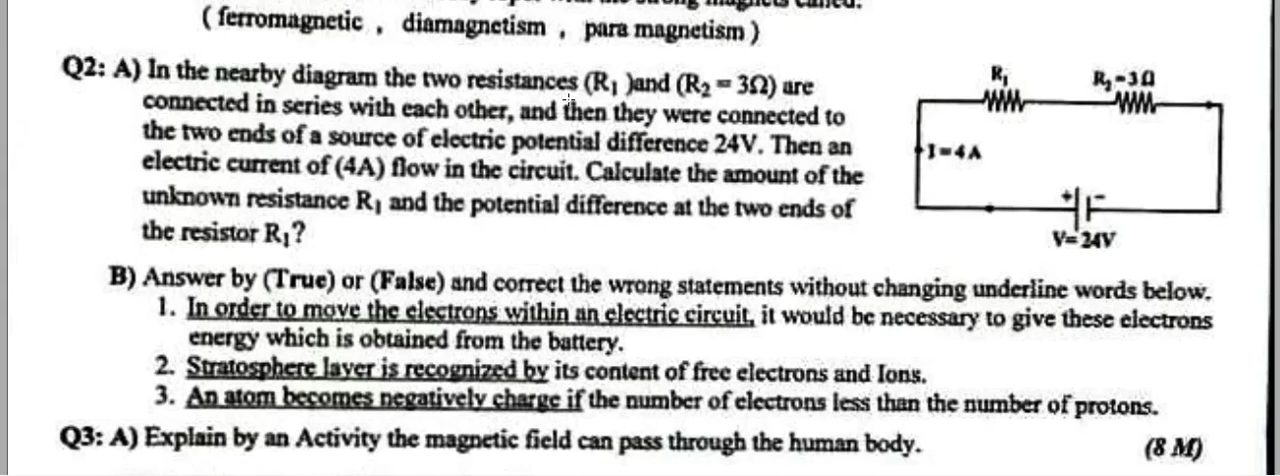 ( ferromagnetic , diamagnetism , para magnetism )
Q2: A) In the nearby diagram the two resistances (R₁ )and (R₂ = 3Ω) are
connected in series with each other, and then they were connected to
the two ends of a source of electric potential difference 24V. Then an
electric current of (4A) flow in the circuit. Calculate the amount of the
unknown resistance R₁ and the potential difference at the two ends of
the resistor R₁?
R₁
R₂=3Ω
I=4A
+ -
V=24V
B) Answer by (True) or (False) and correct the wrong statements without changing underline words below.
1. In order to move the electrons within an electric circuit, it would be necessary to give these electrons
energy which is obtained from the battery.
2. Stratosphere layer is recognized by its content of free electrons and Ions.
3. An atom becomes negatively charge if the number of electrons less than the number of protons.
Q3: A) Explain by an Activity the magnetic field can pass through the human body. (8 M)